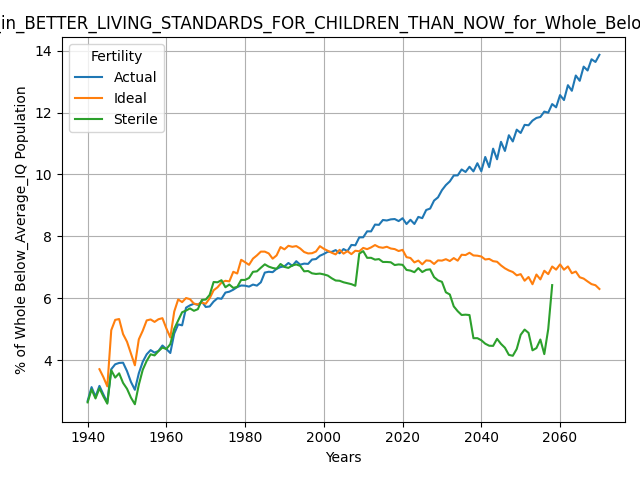 _in_BETTER_LIVING_STANDARDS_FOR_CHILDREN_THAN_NOW_for_Whole_Belo
Fertility
Actual
Ideal
Sterile
% of Whole Below_Average_IQ Population
14
12
10
8
6
4
1940 1960 1980 2000 2020 2040 2060
Years